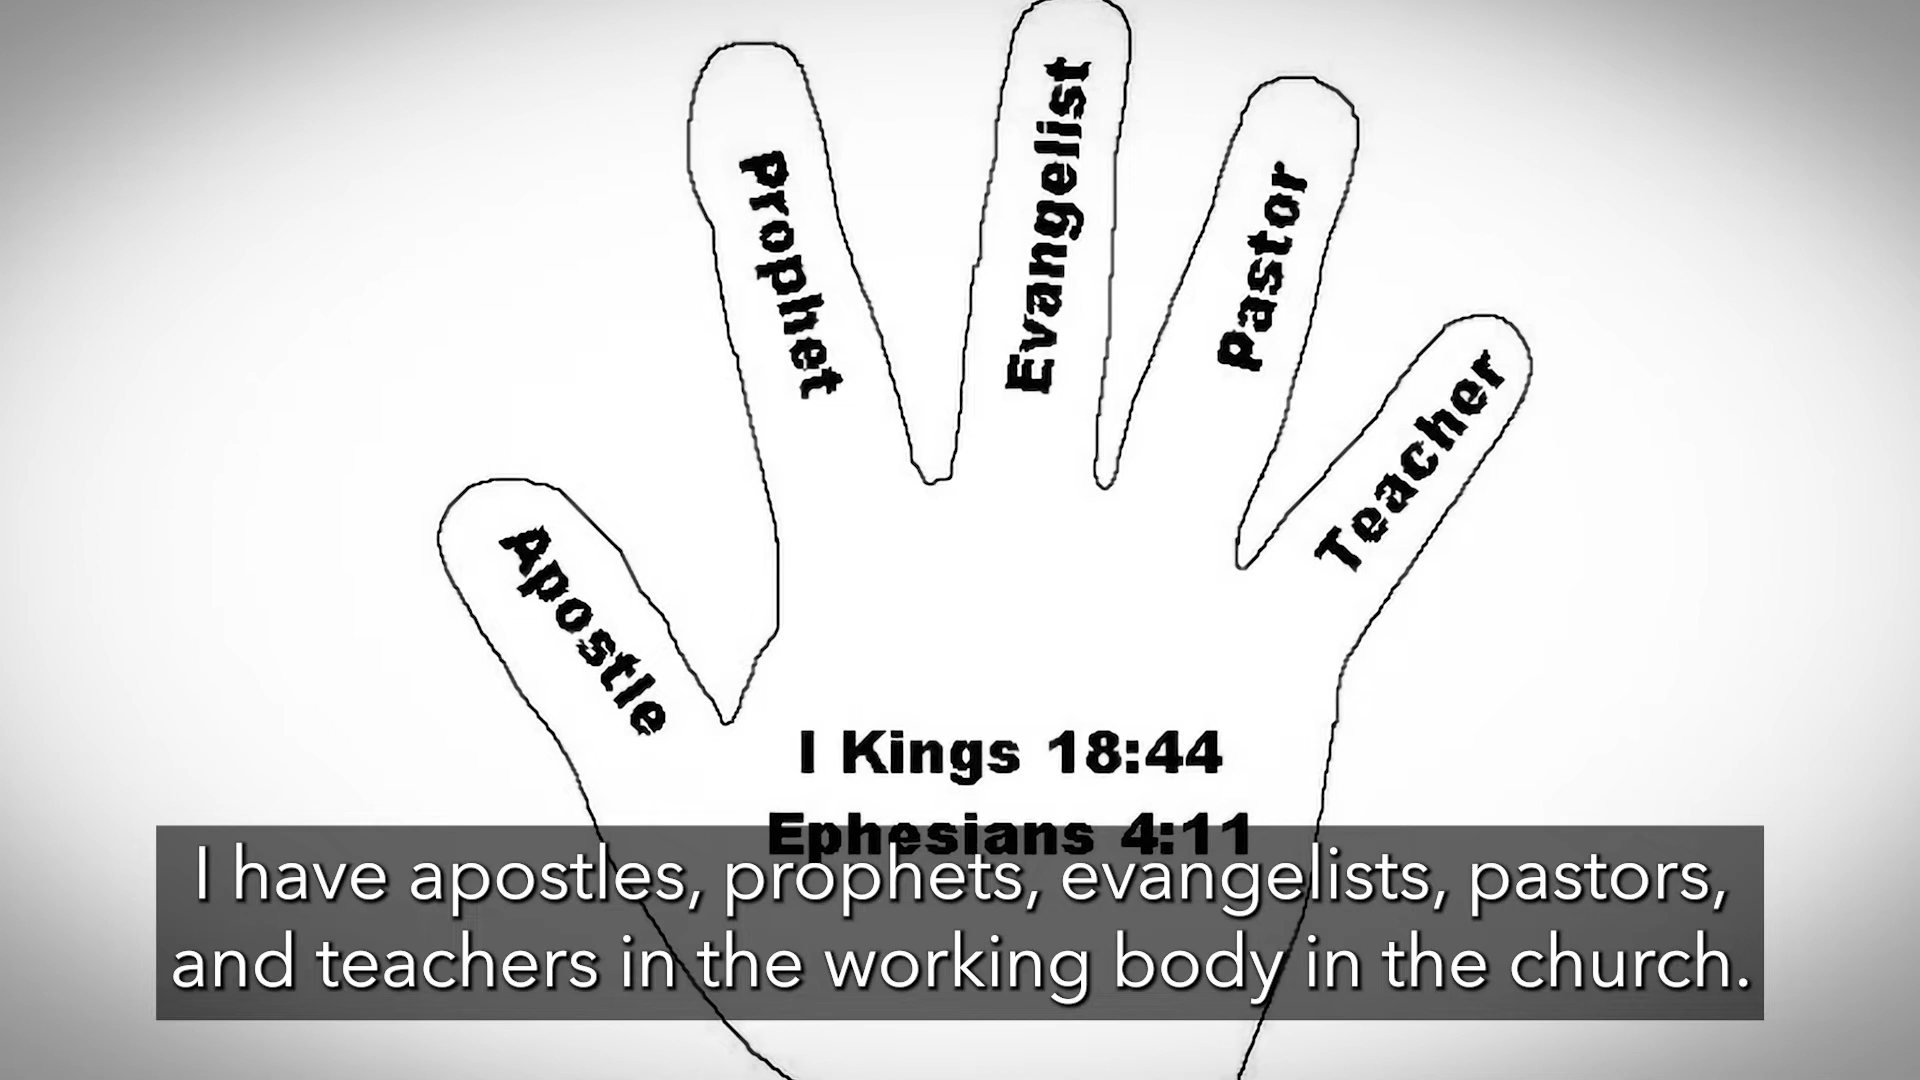 Apostle
Prophet
Evangelist
Pastor
Teacher
I Kings 18:44
Ephesians 4:11
I have apostles, prophets, evangelists, pastors,
and teachers in the working body in the church.